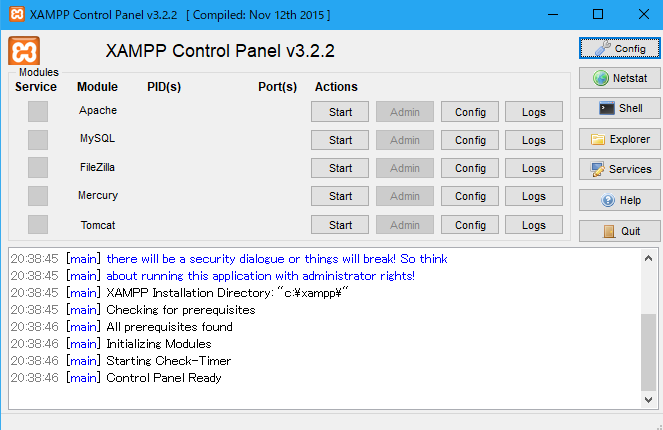 XAMPP Control Panel v3.2.2 [ Compiled: Nov 12th 2015 ]
XAMPP Control Panel v3.2.2
Config
Modules
Service Module PID(s) Port(s) Actions
Netstat
Apache Start Admin Config Logs
Shell
MySQL Start Admin Config Logs
Explorer
FileZilla Start Admin Config Logs
Services
Mercury Start Admin Config Logs
Help
Tomcat Start Admin Config Logs
Quit
20:38:45 [main] there will be a security dialogue or things will break! So think
20:38:45 [main] about running this application with administrator rights!
20:38:45 [main] XAMPP Installation Directory: "c:¥xampp¥"
20:38:45 [main] Checking for prerequisites
20:38:46 [main] All prerequisites found
20:38:46 [main] Initializing Modules
20:38:46 [main] Starting Check-Timer
20:38:46 [main] Control Panel Ready